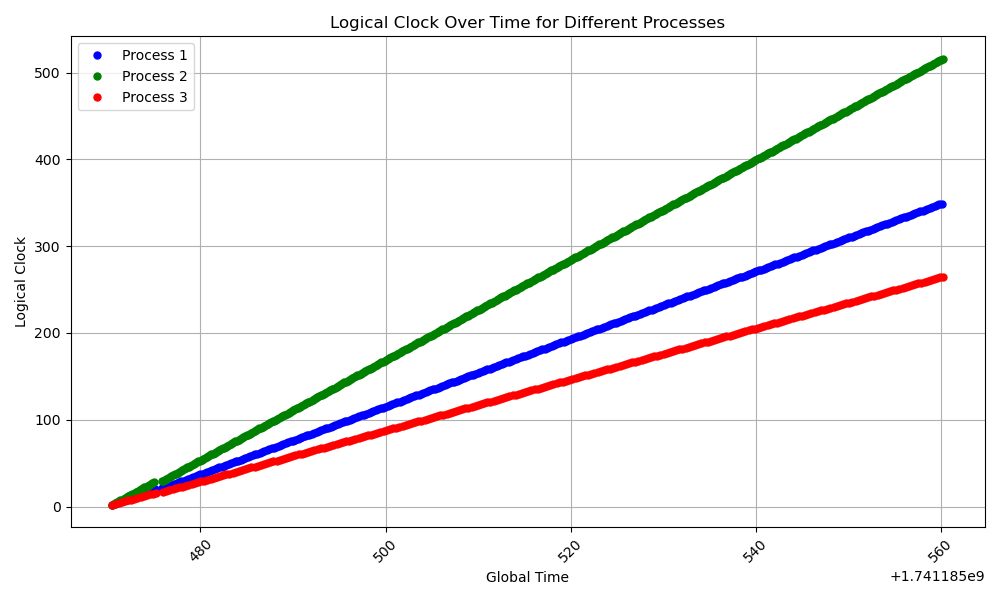 Logical Clock Over Time for Different Processes
Process 1
Process 2
Process 3
500
400
300
200
100
0
Logical Clock
480
500
520
540
560
Global Time
+1.741185e9